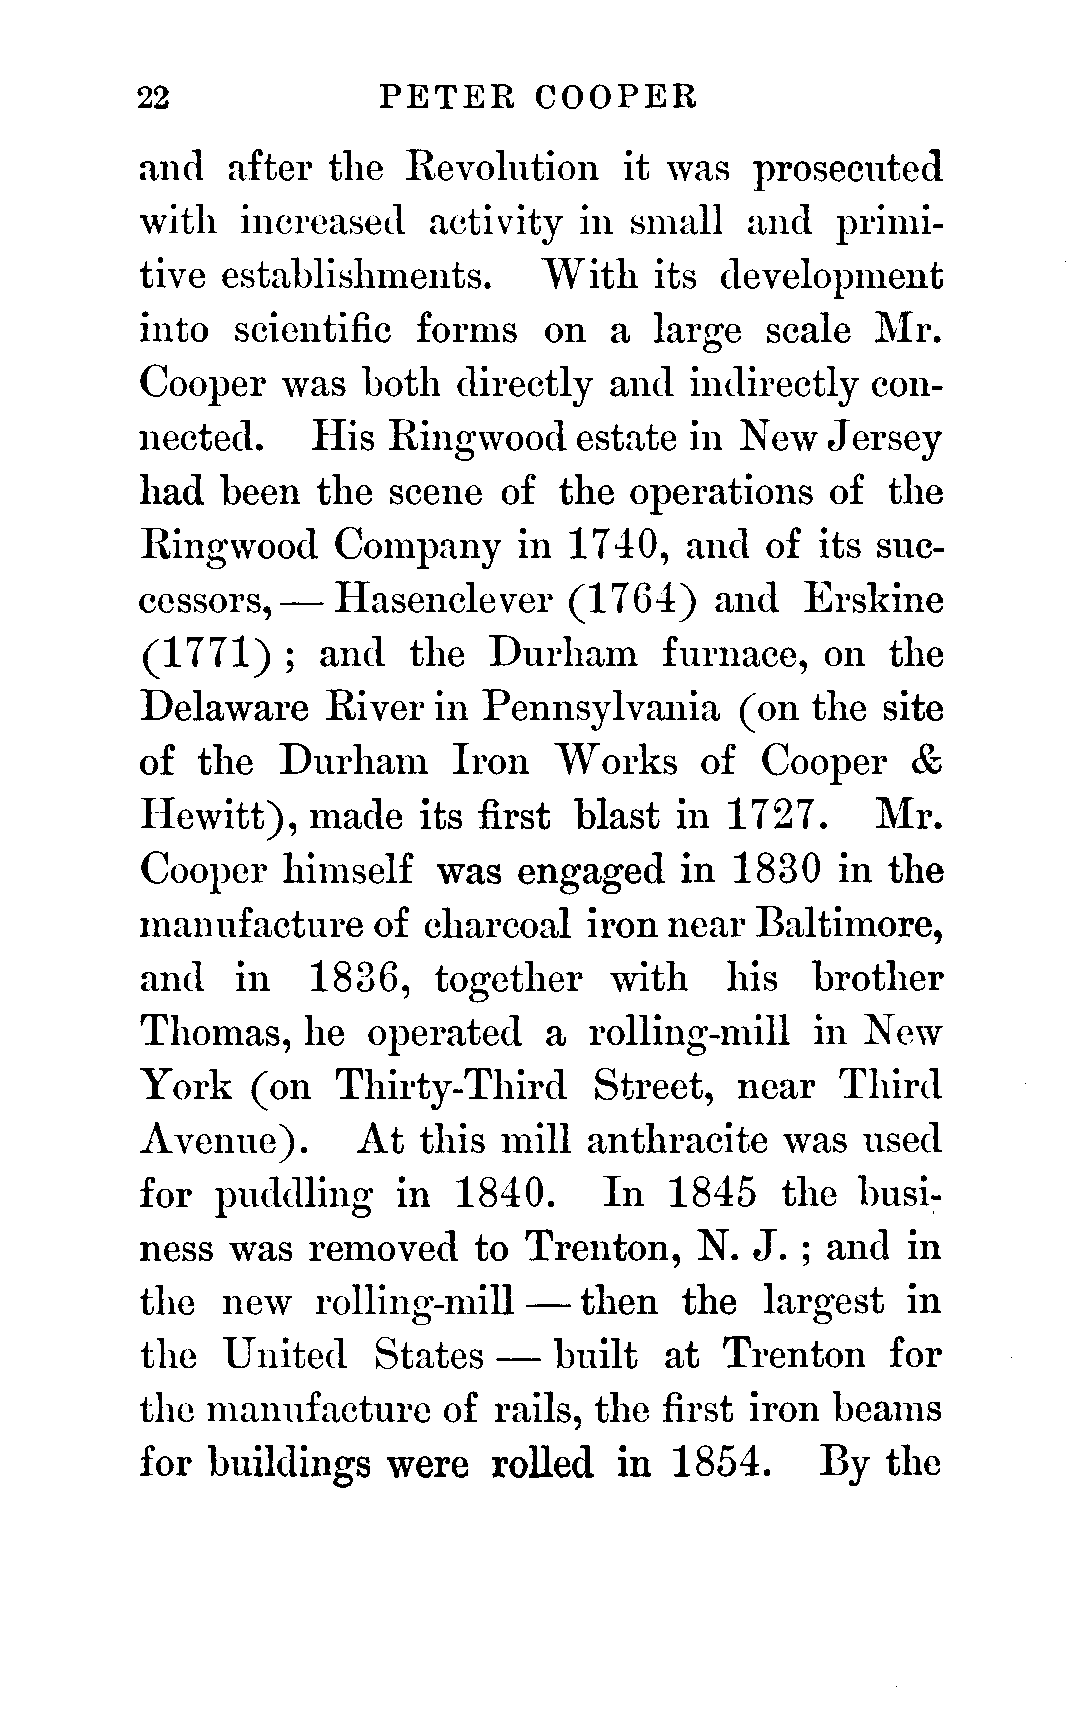 22 PETER COOPER
and after the Revolution it was prosecuted
with increased activity in small and primi-
tive establishments. With its development
into scientific forms on a large scale Mr.
Cooper was both directly and indirectly con-
nected. His Ringwood estate in New Jersey
had been the scene of the operations of the
Ringwood Company in 1740, and of its suc-
cessors, — Hasenclever (1764) and Erskine
(1771) ; and the Durham furnace, on the
Delaware River in Pennsylvania (on the site
of the Durham Iron Works of Cooper &
Hewitt), made its first blast in 1727. Mr.
Cooper himself was engaged in 1830 in the
manufacture of charcoal iron near Baltimore,
and in 1836, together with his brother
Thomas, he operated a rolling-mill in New
York (on Thirty-Third Street, near Third
Avenue). At this mill anthracite was used
for puddling in 1840. In 1845 the busi-
ness was removed to Trenton, N. J. ; and in
the new rolling-mill — then the largest in
the United States — built at Trenton for
the manufacture of rails, the first iron beams
for buildings were rolled in 1854. By the